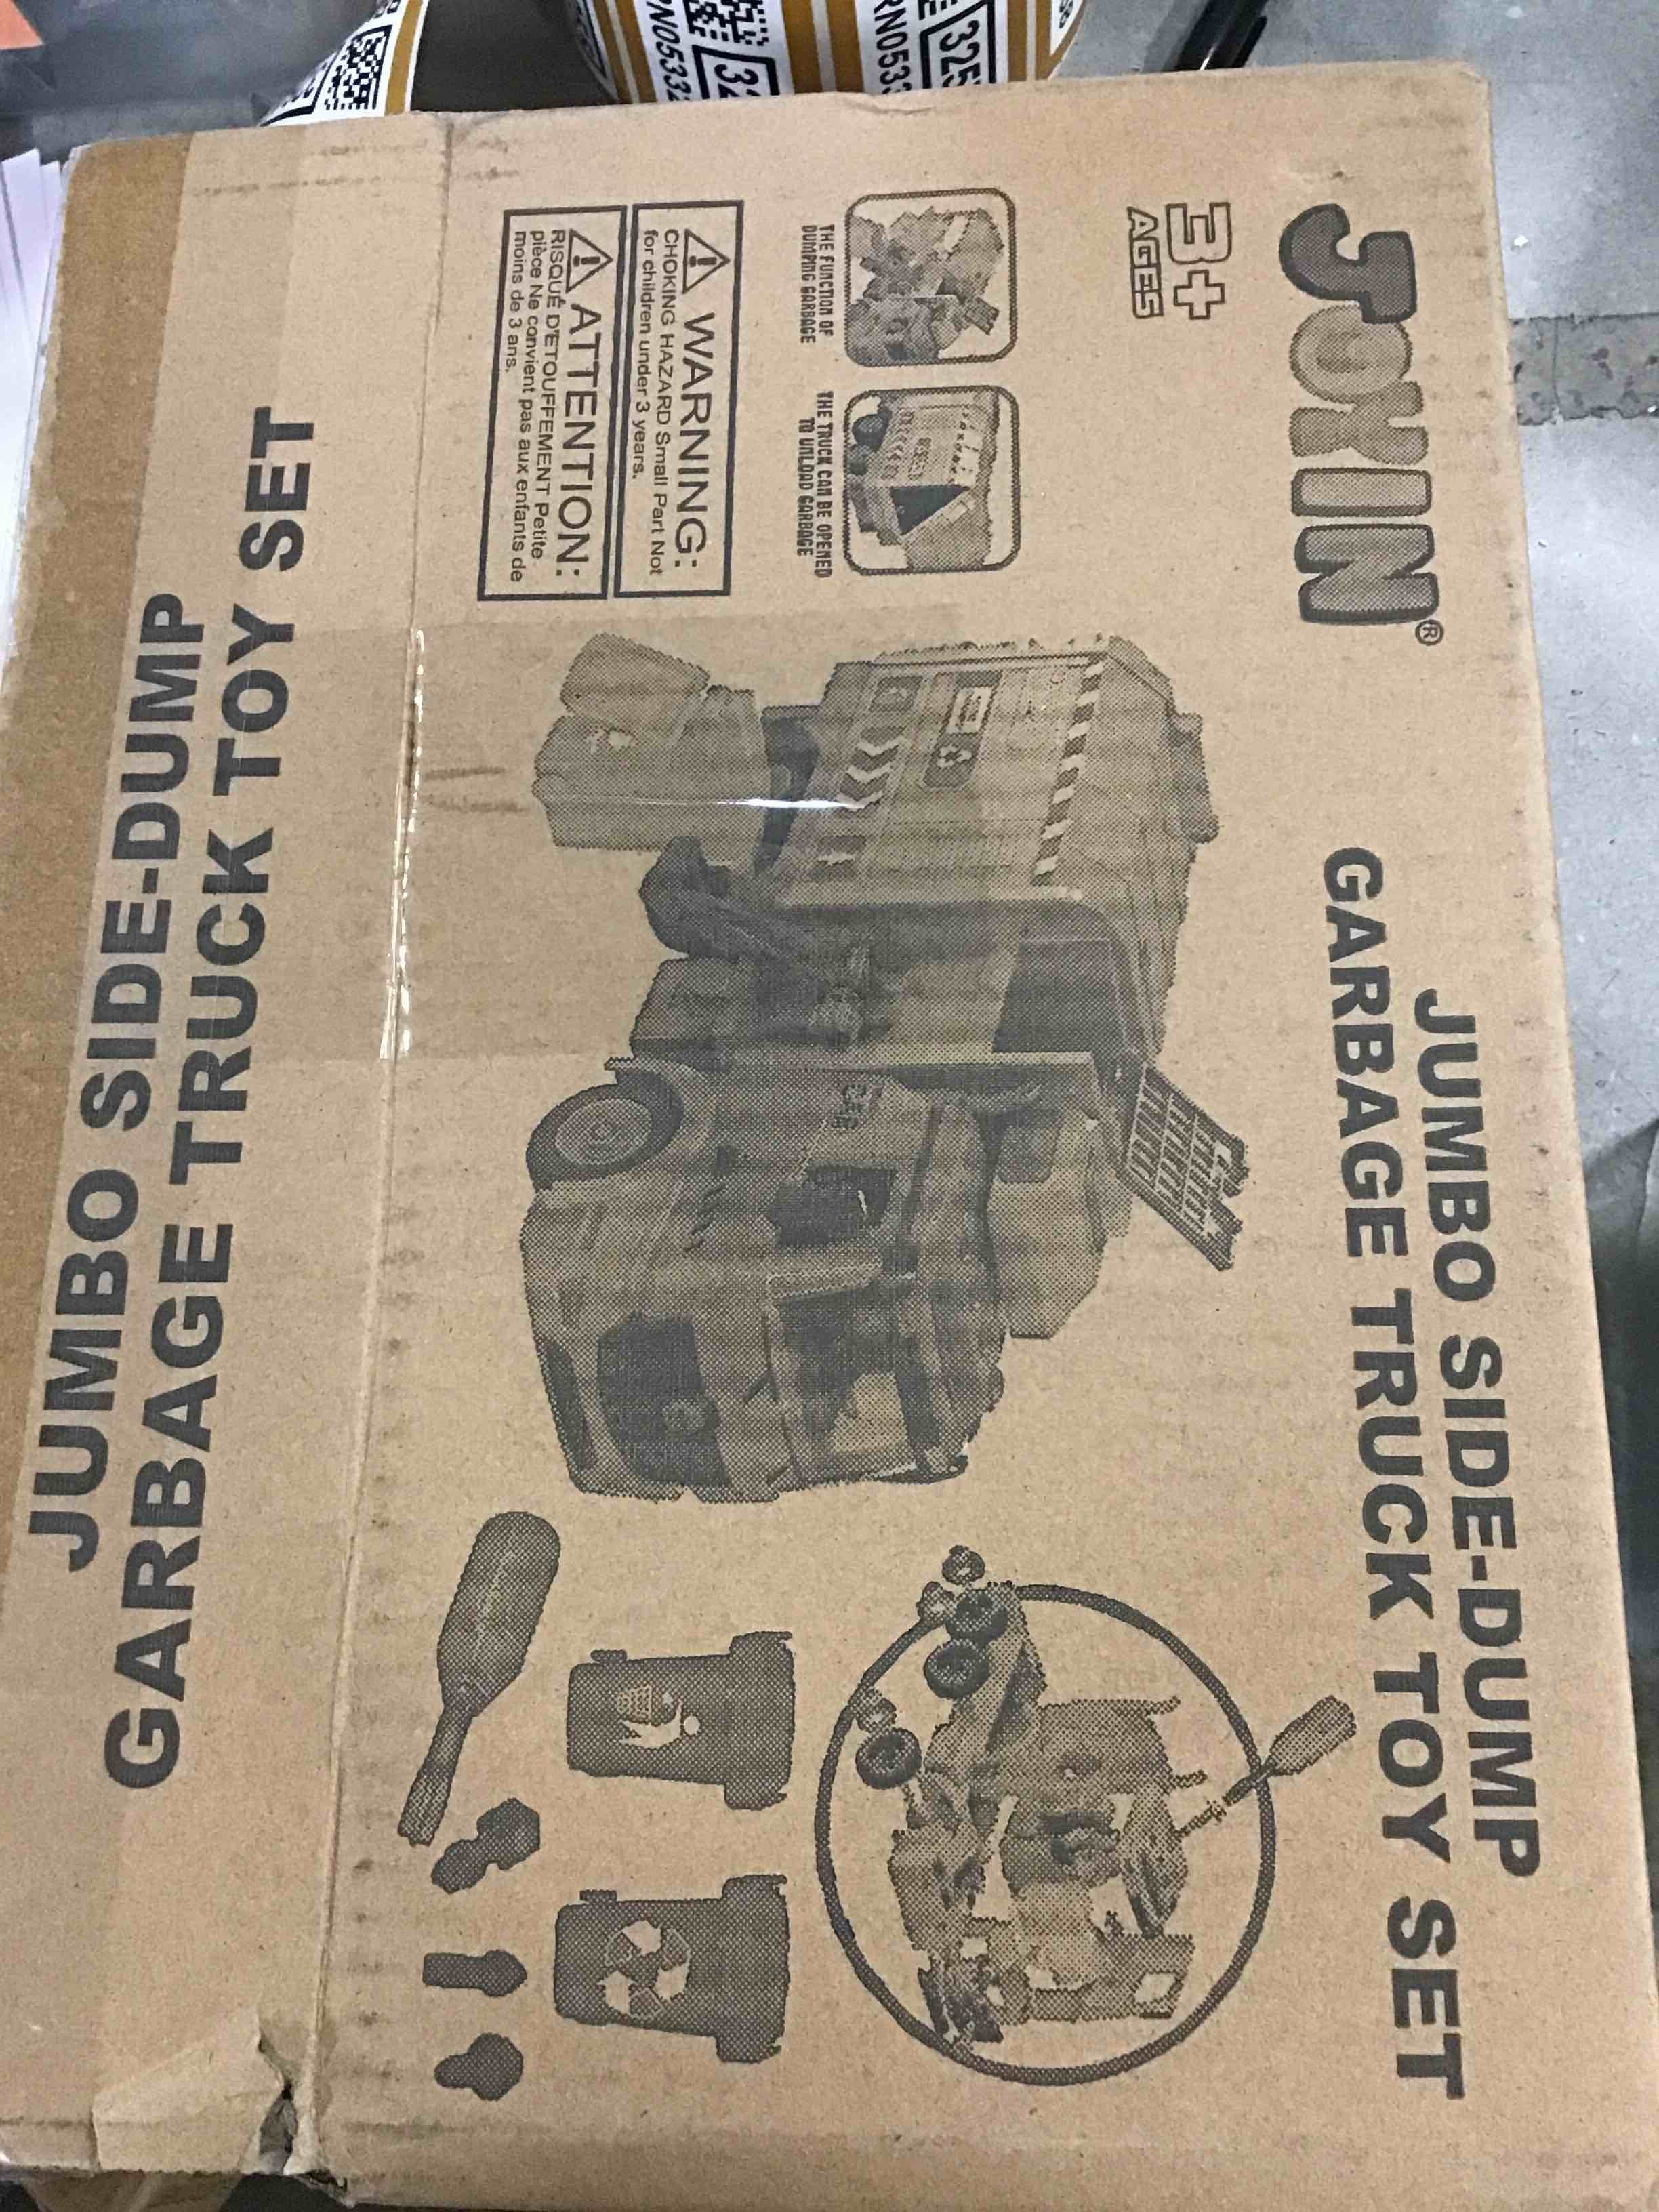 JOYIN®
JUMBO SIDE-DUMP
GARBAGE TRUCK TOY SET
3+
AGES
THE FUNCTION OF
DUMPING GARBAGE
THE TRUCK CAN BE OPENED
TO UNLOAD GARBAGE
WARNING:
CHOKING HAZARD Small Part Not
for children under 3 years.
ATTENTION:
RISQUÉ D'ETOUFFEMENT Petite
pièce Ne convient pas aux enfants de
moins de 3 ans.
JUMBO SIDE-DUMP
GARBAGE TRUCK TOY SET